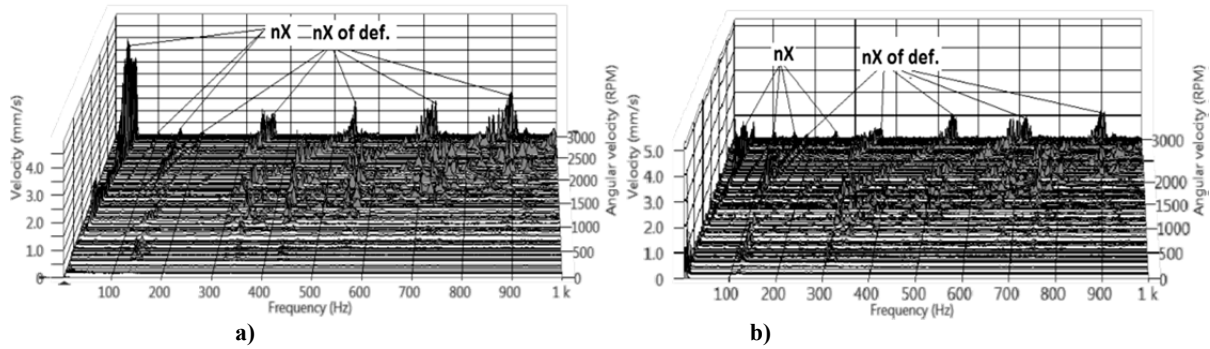 a)
nX
nX of def.
Velocity (mm/s)
4.0
3.0
2.0
1.0
0
100
200
300
400
500
600
700
800
900
1 k
Frequency (Hz)
3000
2500
2000
1500
1000
500
0
Angular velocity (RPM)
a)
b)
nX
nX of def.
Velocity (mm/s)
5.0
4.0
3.0
2.0
1.0
0
100
200
300
400
500
600
700
800
900
1 k
Frequency (Hz)
3000
2000
1000
500
0
Angular velocity (RPM)
b)